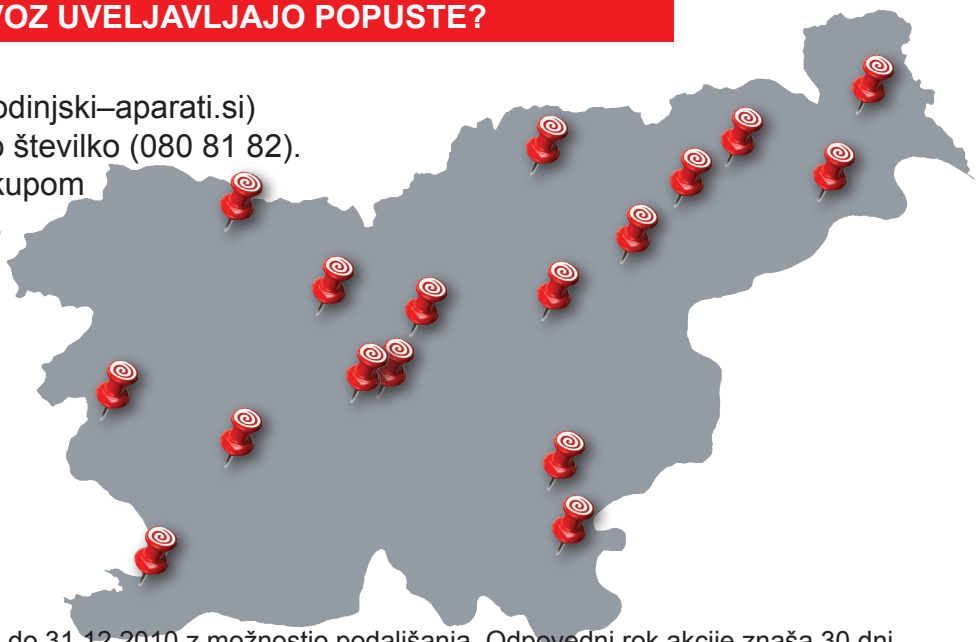 VOZ UVELJAVLJAJO POPUSTE?
odinjski–aparati.si)
o številko (080 81 82).
kupom
do 31.12.2010 z možnostjo podaljšanja. Odpovedni rok akcije znaša 30 dni